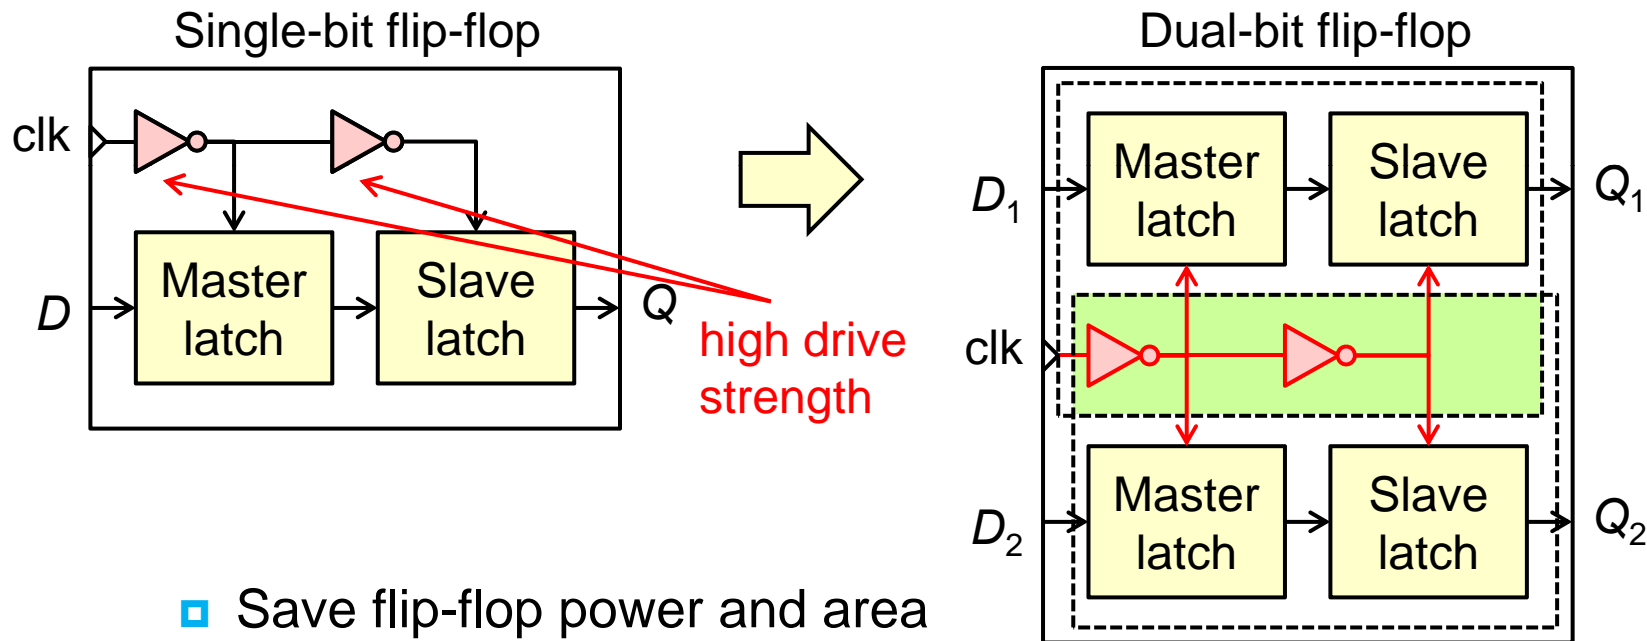 Single-bit flip-flop
clk
D
Master
latch
Slave
latch
Q
high drive
strength
Dual-bit flip-flop
D₁
Master
latch
Slave
latch
Q₁
clk
D₂
Master
latch
Slave
latch
Q₂
Save flip-flop power and area